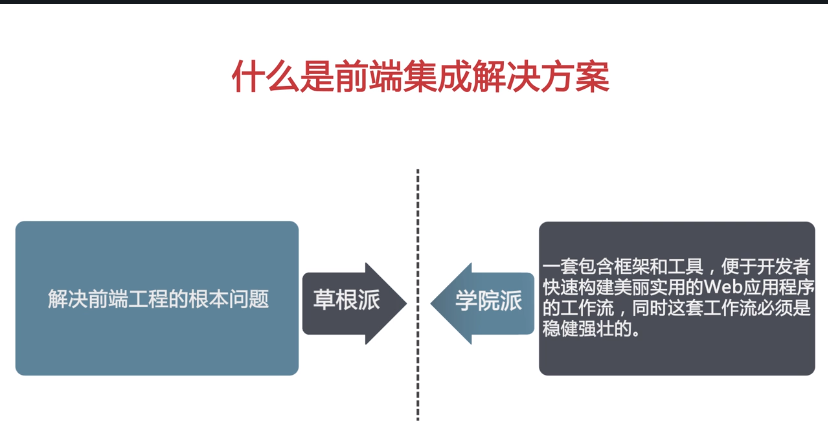 什么是前端集成解决方案
解决前端工程的根本问题
草根派
学院派
一套包含框架和工具，便于开发者
快速构建美丽实用的Web应用程序
的工作流，同时这套工作流必须是
稳健强壮的。